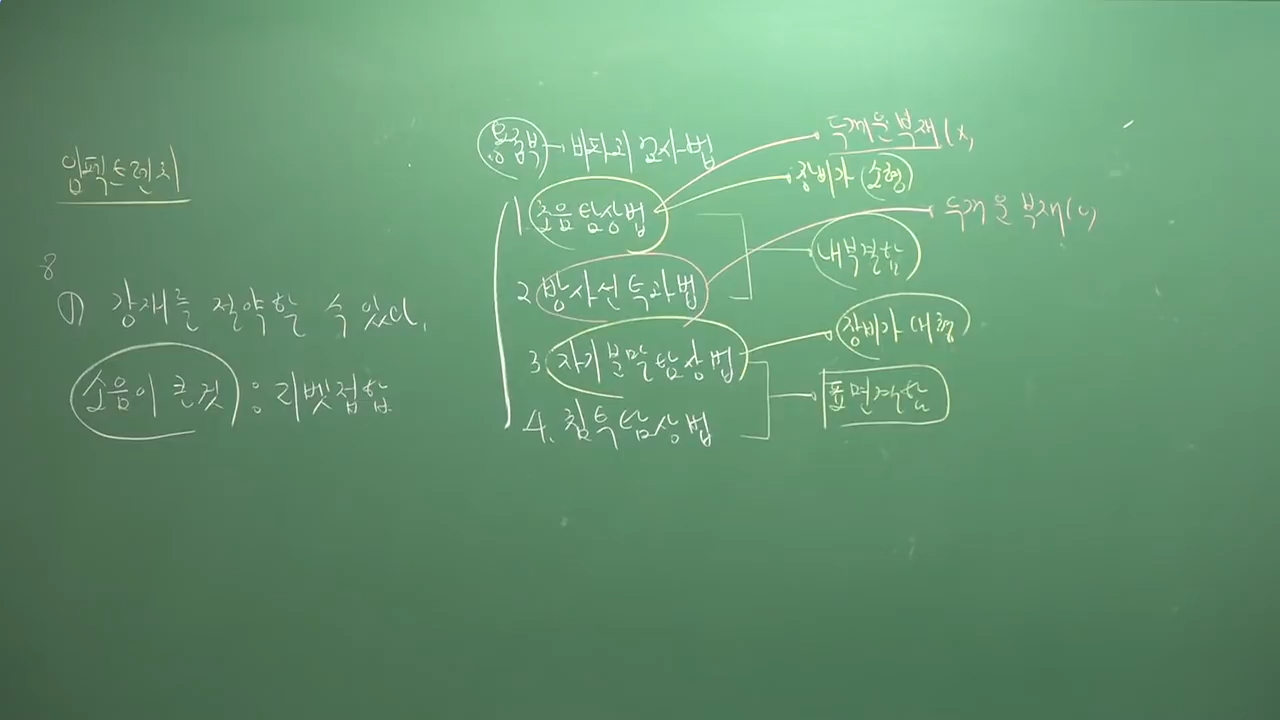 임팩트렌치
8
① 강재를 절약할 수 있다.
소음이 큰것 : 리벳접합
용접부 - 비파괴 검사법
1. 초음파탐상법
2. 방사선투과법
3. 자기분말탐상법
4. 침투탐상법
두꺼운 부재(x)
장비가 소형
두꺼운 부재(o)
내부결함
장비가 대형
표면결함